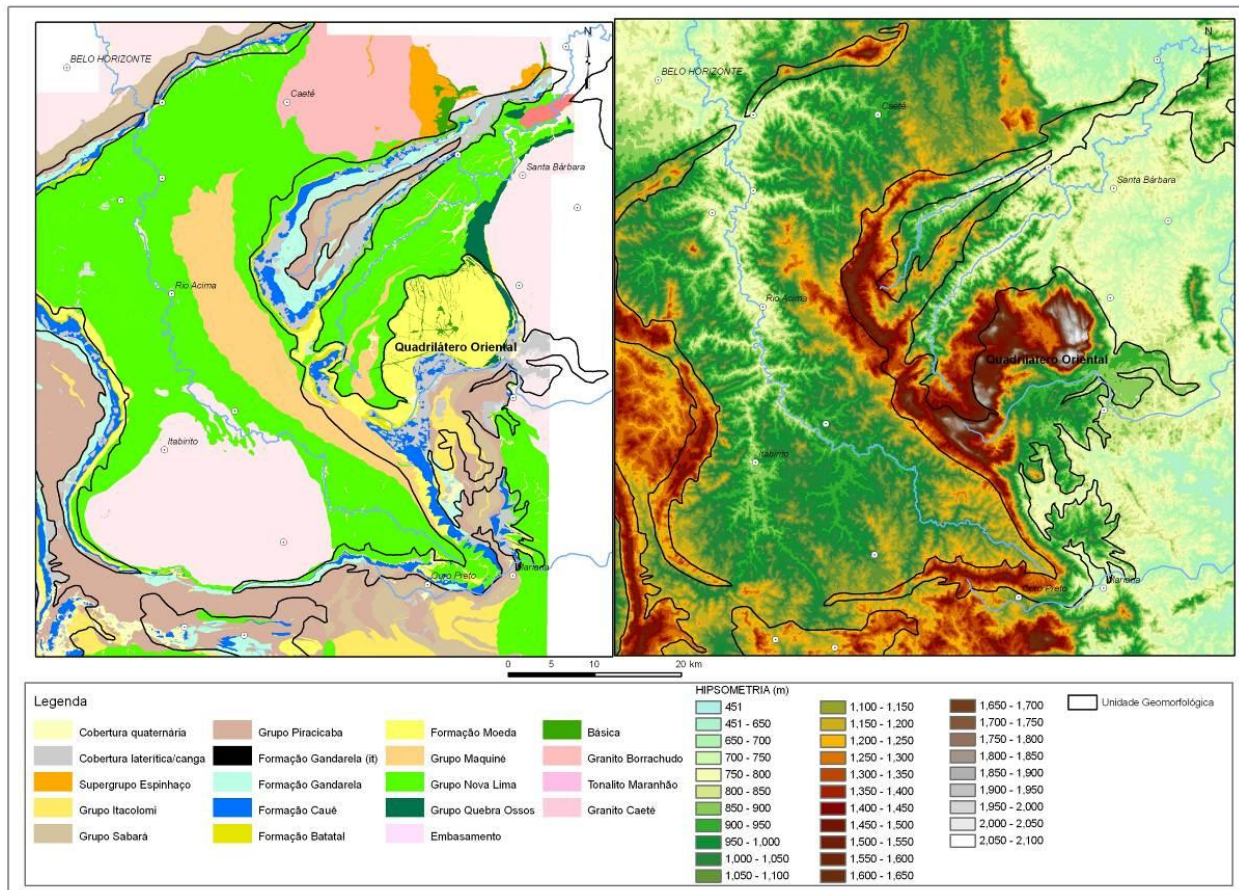 N
BELO HORIZONTE
Caeté
Santa Bárbara
Rio Acima
Quadrilátero Oriental
Itabirito
Ouro Preto
Mariana
N
BELO HORIZONTE
Caeté
Santa Bárbara
Rio Acima
Quadrilátero Oriental
Itabirito
Ouro Preto
Mariana
0 5 10 20 km
Legenda
Cobertura quaternária
Cobertura laterítica/canga
Supergrupo Espinhaço
Grupo Itacolomi
Grupo Sabará
Grupo Piracicaba
Formação Gandarela (it)
Formação Gandarela
Formação Cauê
Formação Batatal
Formação Moeda
Grupo Maquiné
Grupo Nova Lima
Grupo Quebra Ossos
Embasamento
Básica
Granito Borrachudo
Tonalito Maranhão
Granito Caeté
HIPSOMETRIA (m)
451
451 - 650
650 - 700
700 - 750
750 - 800
800 - 850
850 - 900
900 - 950
950 - 1,000
1,000 - 1,050
1,050 - 1,100
1,100 - 1,150
1,150 - 1,200
1,200 - 1,250
1,250 - 1,300
1,300 - 1,350
1,350 - 1,400
1,400 - 1,450
1,450 - 1,500
1,500 - 1,550
1,550 - 1,600
1,600 - 1,650
1,650 - 1,700
1,700 - 1,750
1,750 - 1,800
1,800 - 1,850
1,850 - 1,900
1,900 - 1,950
1,950 - 2,000
2,000 - 2,050
2,050 - 2,100
Unidade Geomorfológica